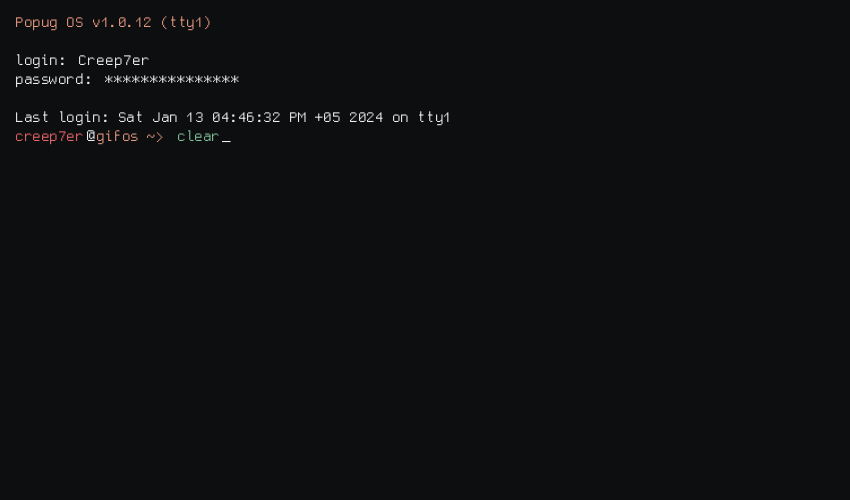 Popug OS v1.0.12 (tty1)
login: Creep7er
password: ***************
Last login: Sat Jan 13 04:46:32 PM +05 2024 on tty1
creep7er@gifos ~> clear_